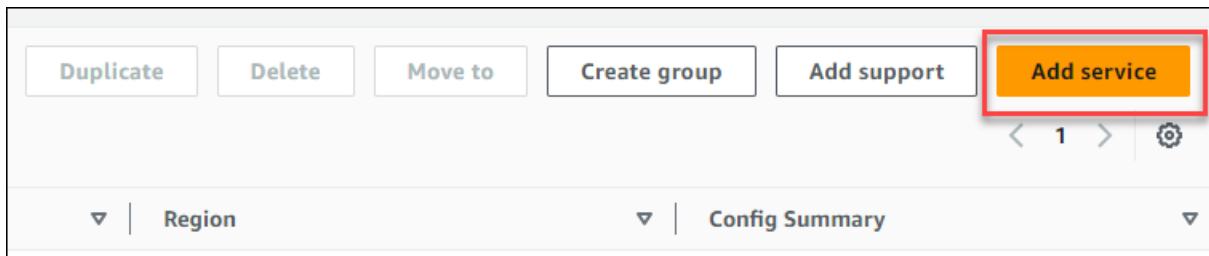 Duplicate Delete Move to Create group Add support Add service
1
Region Config Summary